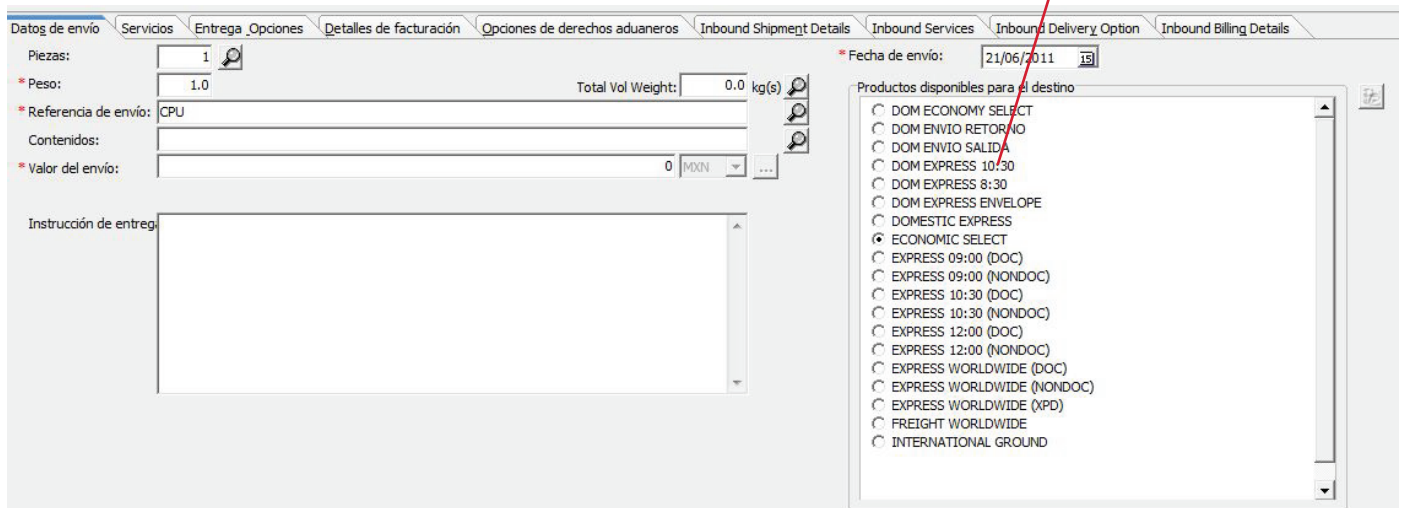 Datos de envío Servicios Entrega Opciones Detalles de facturación Opciones de derechos aduaneros Inbound Shipment Details Inbound Services Inbound Delivery Option Inbound Billing Details
Piezas: 1
* Fecha de envío: 21/06/2011 15
* Peso: 1.0 Total Vol Weight: 0.0 kg(s)
Productos disponibles para el destino
* Referencia de envío: CPU
Contenidos:
* Valor del envío: 0 MXN ...
Instrucción de entrega
DOM ECONOMY SELECT
DOM ENVIO RETORNO
DOM ENVIO SALIDA
DOM EXPRESS 10:30
DOM EXPRESS 8:30
DOM EXPRESS ENVELOPE
DOMESTIC EXPRESS
ECONOMIC SELECT
EXPRESS 09:00 (DOC)
EXPRESS 09:00 (NONDOC)
EXPRESS 10:30 (DOC)
EXPRESS 10:30 (NONDOC)
EXPRESS 12:00 (DOC)
EXPRESS 12:00 (NONDOC)
EXPRESS WORLDWIDE (DOC)
EXPRESS WORLDWIDE (NONDOC)
EXPRESS WORLDWIDE (XPD)
FREIGHT WORLDWIDE
INTERNATIONAL GROUND